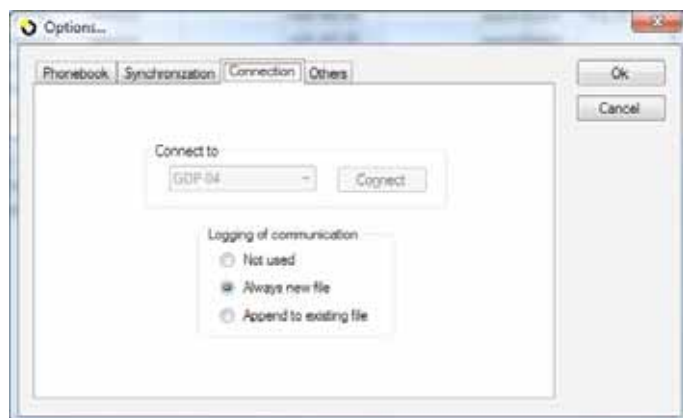 Options...
Phonebook Synchronization Connection Others
Ok
Cancel
Connect to
GDP-04 Connect
Logging of communication
Not used
Always new file
Append to existing file